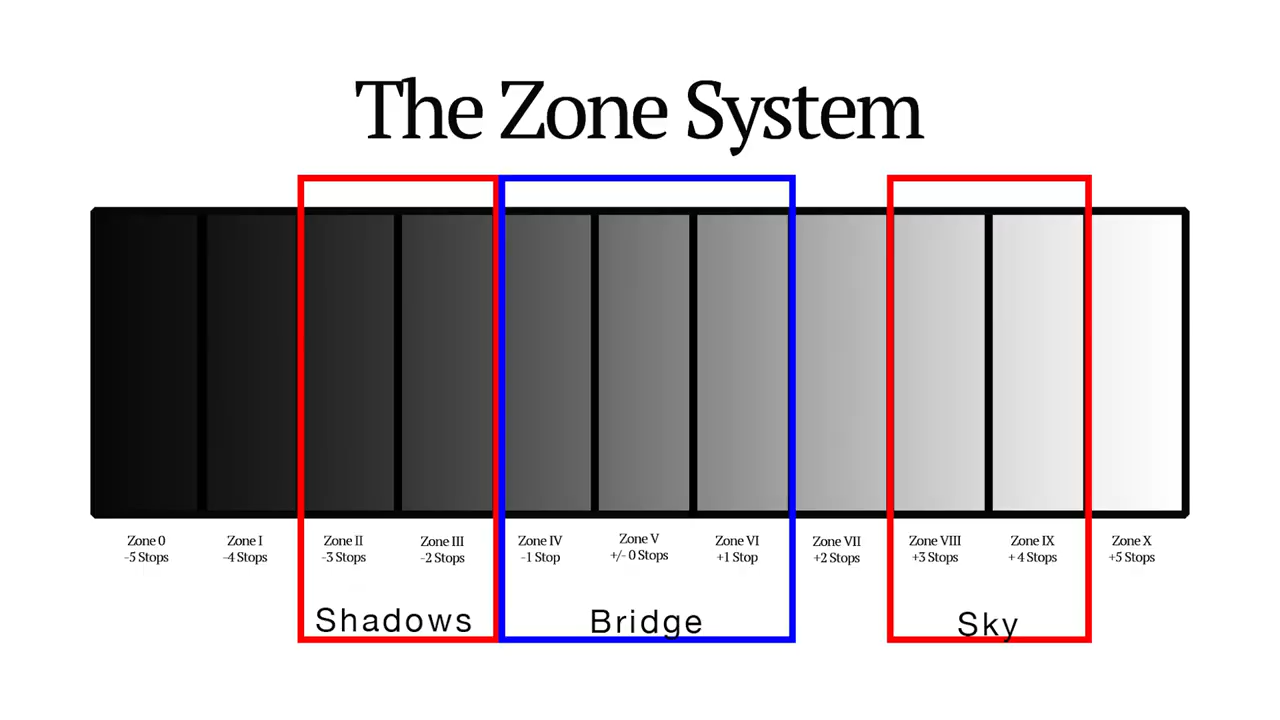 The Zone System
Zone 0
-5 Stops
Zone I
-4 Stops
Zone II
-3 Stops
Zone III
-2 Stops
Zone IV
-1 Stop
Zone V
+/- 0 Stops
Zone VI
+1 Stop
Zone VII
+2 Stops
Zone VIII
+3 Stops
Zone IX
+ 4 Stops
Zone X
+5 Stops
Shadows
Bridge
Sky